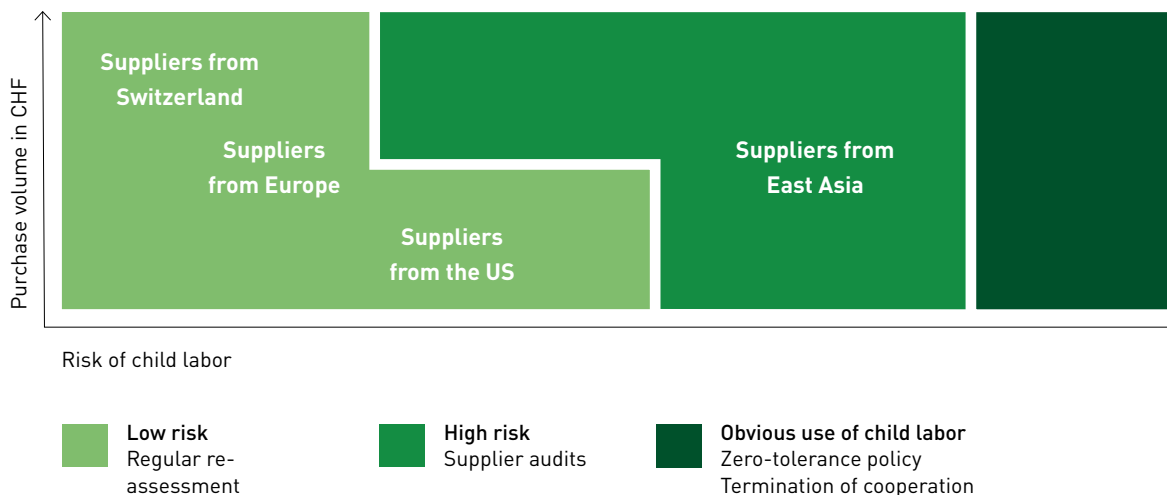 Purchase volume in CHF
Suppliers from
Switzerland
Suppliers
from Europe
Suppliers
from the US
Suppliers from
East Asia
Risk of child labor
Low risk
Regular re-
assessment
High risk
Supplier audits
Obvious use of child labor
Zero-tolerance policy
Termination of cooperation